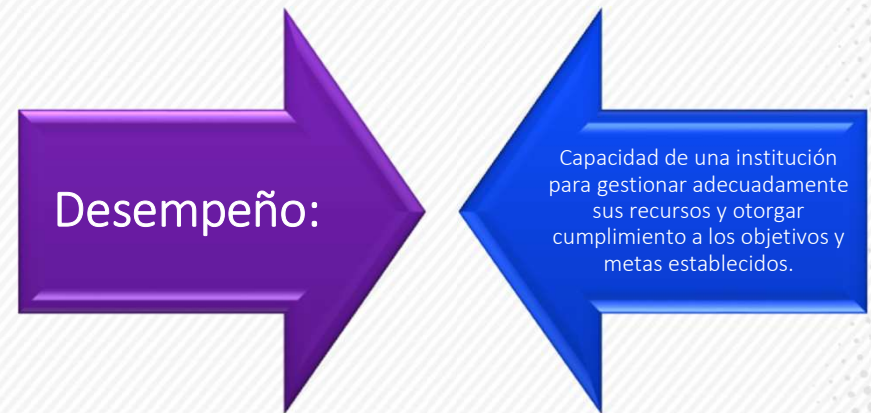 Desempeño:
Capacidad de una institución
para gestionar adecuadamente
sus recursos y otorgar
cumplimiento a los objetivos y
metas establecidos.